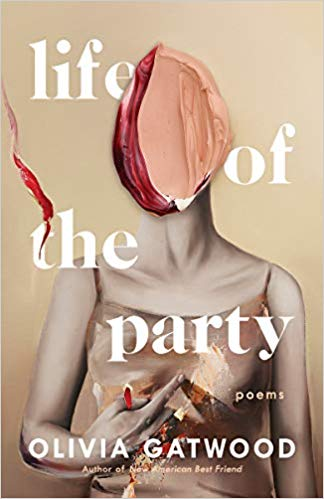 life
of
the
party
poems
OLIVIA GATWOOD
Author of New American Best Friend